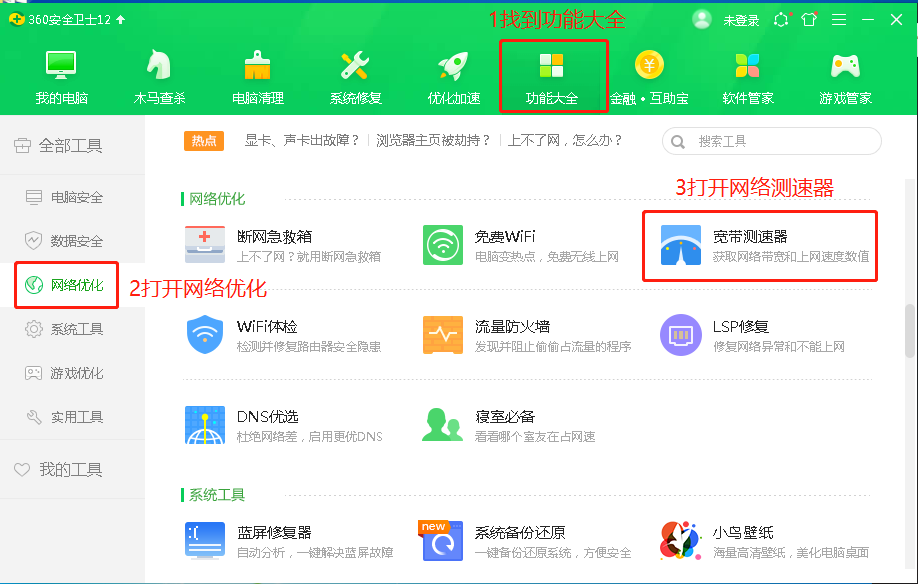 360安全卫士12
1找到功能大全
未登录
我的电脑
木马查杀
电脑清理
系统修复
优化加速
功能大全
金融•互助宝
软件管家
游戏管家
全部工具
热点
显卡、声卡出故障？
浏览器主页被劫持？
上不了网，怎么办？
搜索工具
3打开网络测速器
电脑安全
数据安全
网络优化
2打开网络优化
系统工具
游戏优化
实用工具
我的工具
网络优化
断网急救箱
上不了网？就用断网急救箱
免费WiFi
电脑变热点，免费无线上网
宽带测速器
获取网络带宽和上网速度数值
WiFi体检
检测并修复路由器安全隐患
流量防火墙
发现并阻止偷偷占流量的程序
LSP修复
修复网络异常和不能上网
DNS优选
杜绝网络差，启用更优DNS
寝室必备
看看哪个室友在占网速
系统工具
蓝屏修复器
自动分析，一键解决蓝屏故障
new
系统备份还原
一键备份还原系统，方便安全
小鸟壁纸
海量高清壁纸，美化电脑桌面